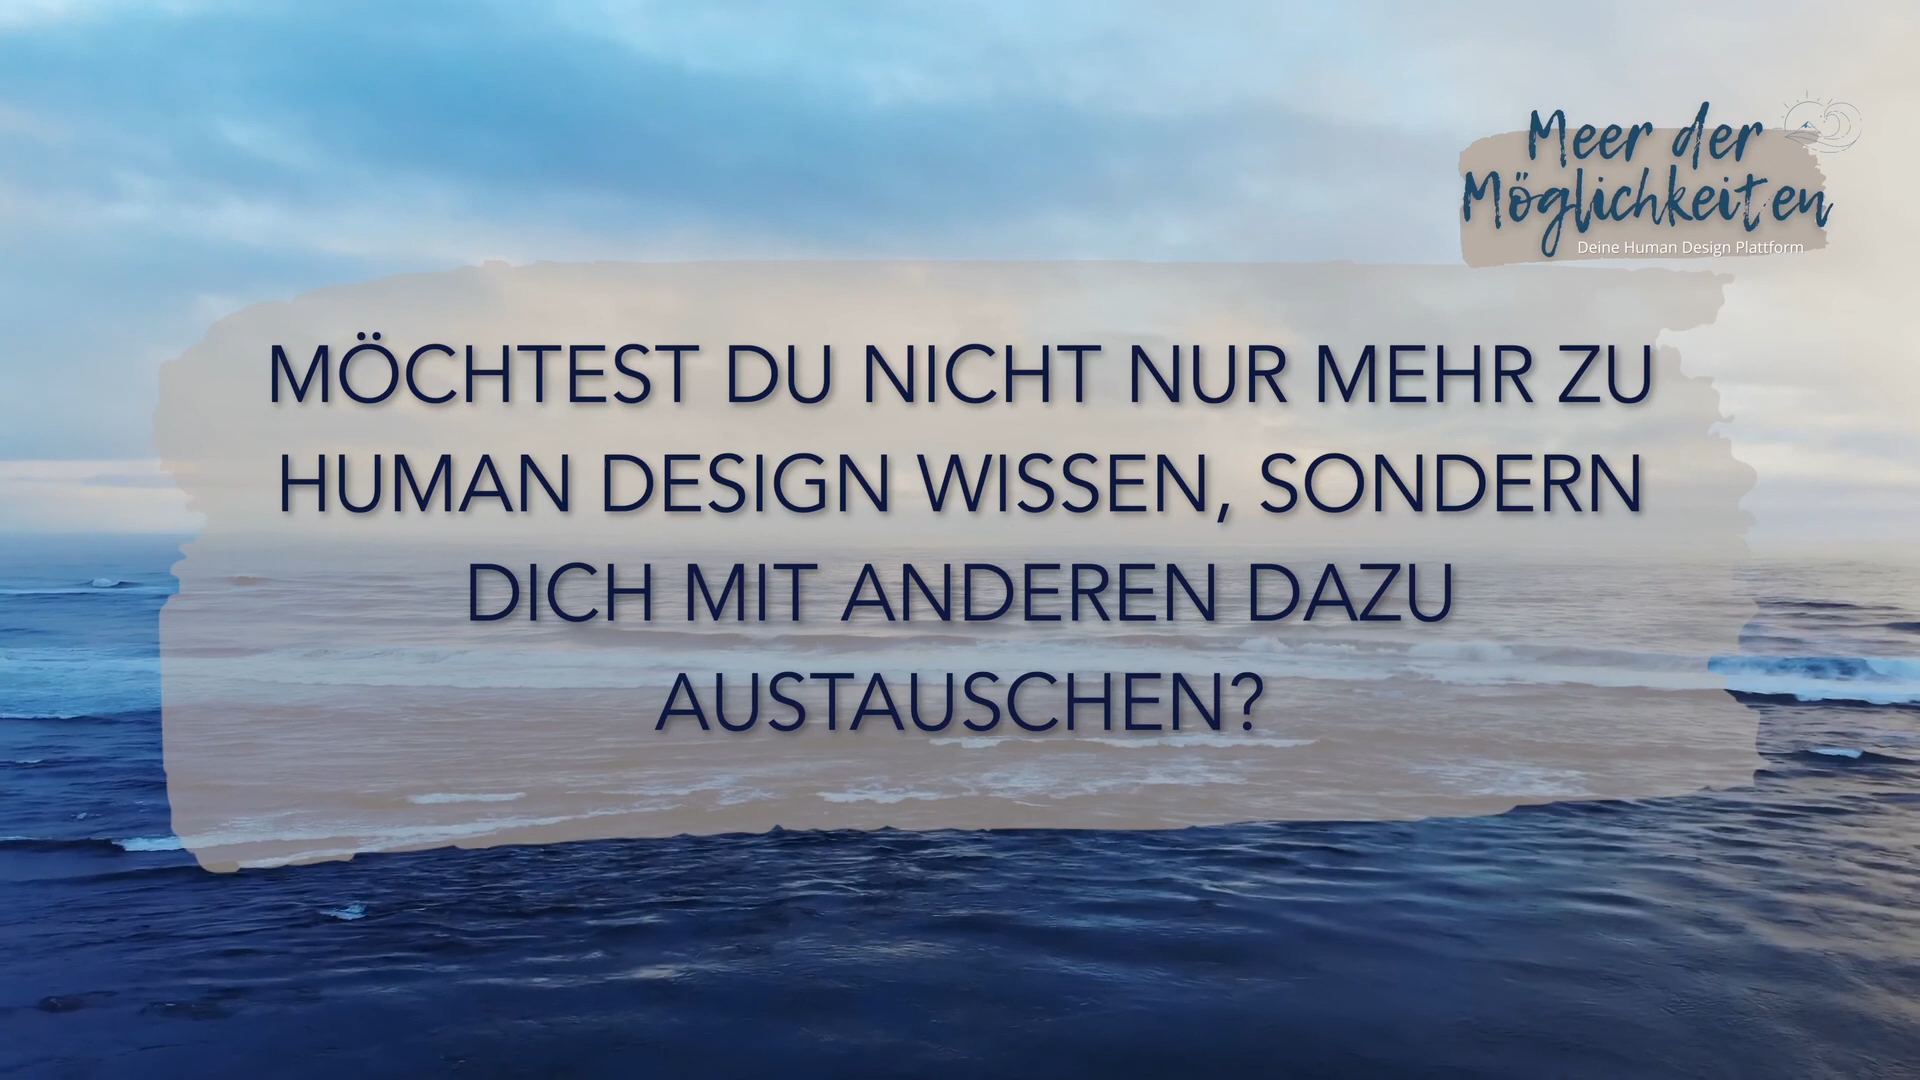 Meer der
Möglichkeiten
Deine Human Design Plattform
MÖCHTEST DU NICHT NUR MEHR ZU
HUMAN DESIGN WISSEN, SONDERN
DICH MIT ANDEREN DAZU
AUSTAUSCHEN?